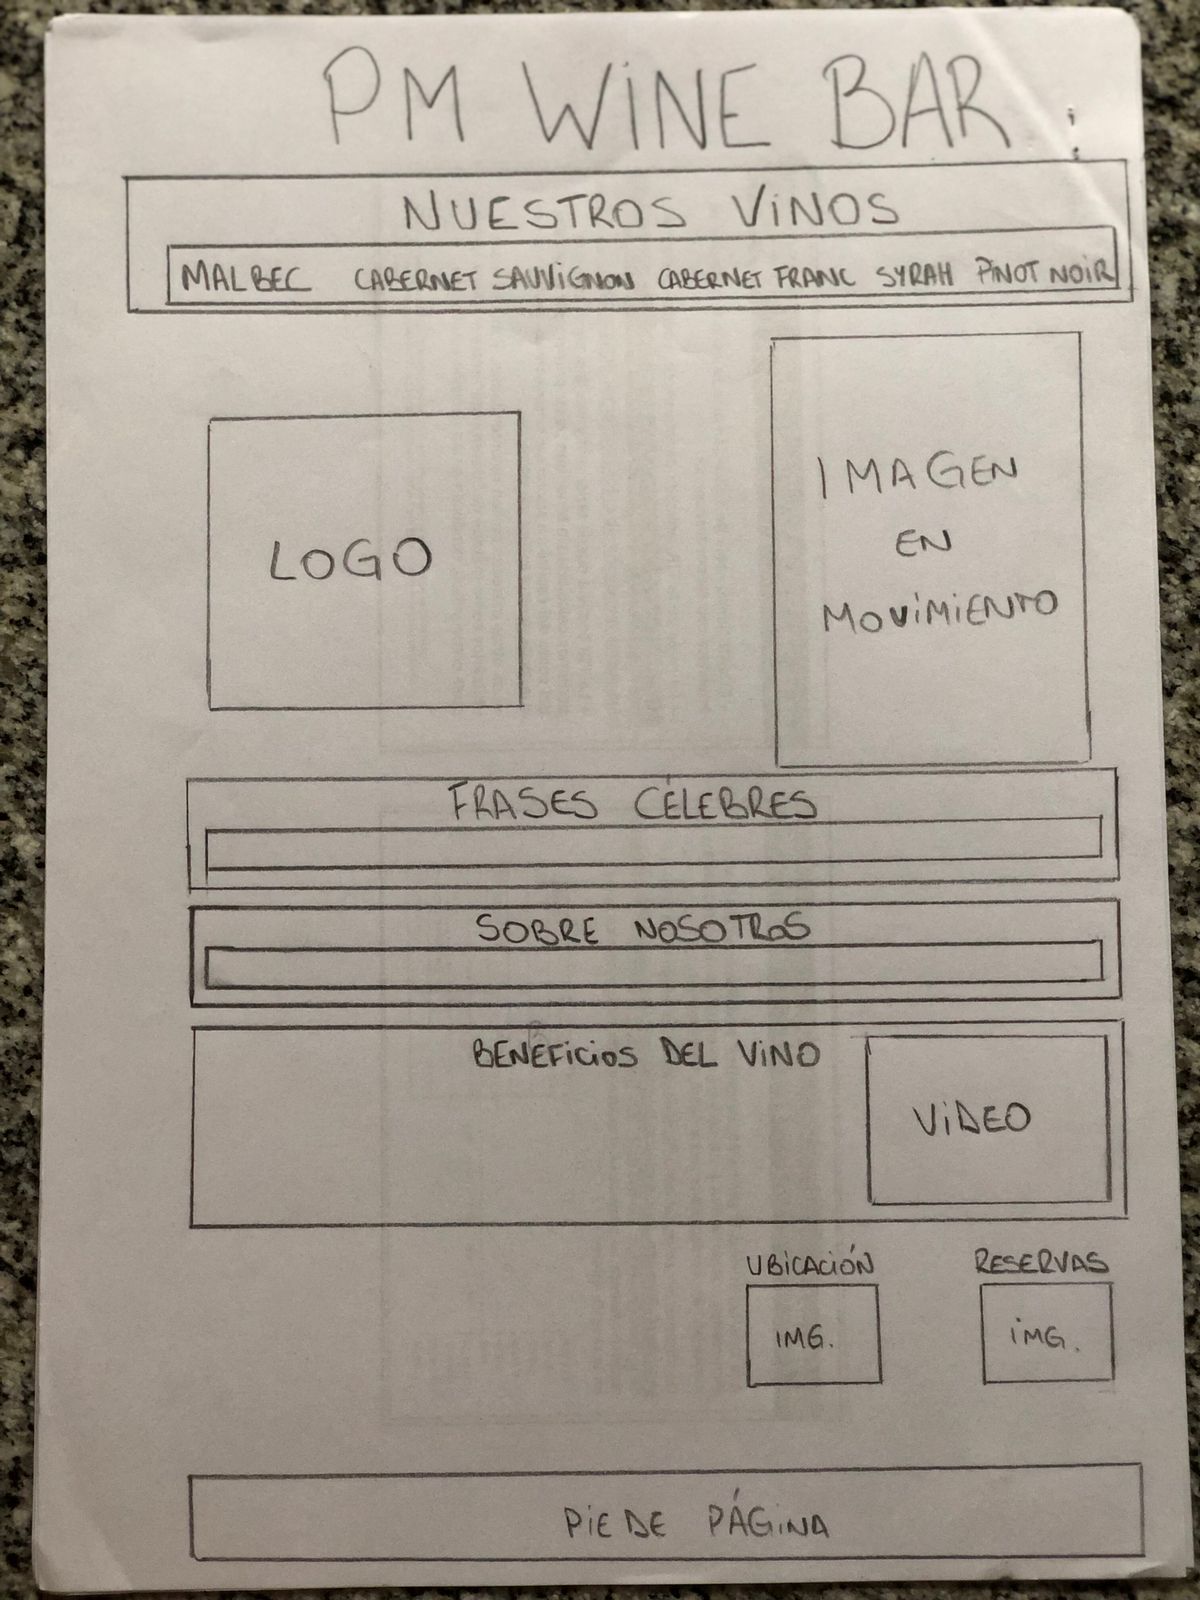 PM WINE BAR
NUESTROS VINOS
MALBEC CABERNET SAUVIGNON CABERNET FRANC SYRAH PINOT NOIR
LOGO
IMAGEN
EN
MOVIMIENTO
FRASES CÉLEBRES
SOBRE NOSOTROS
BENEFICIOS DEL VINO
VIDEO
UBICACIÓN RESERVAS
IMG. IMG.
PIE DE PÁGINA